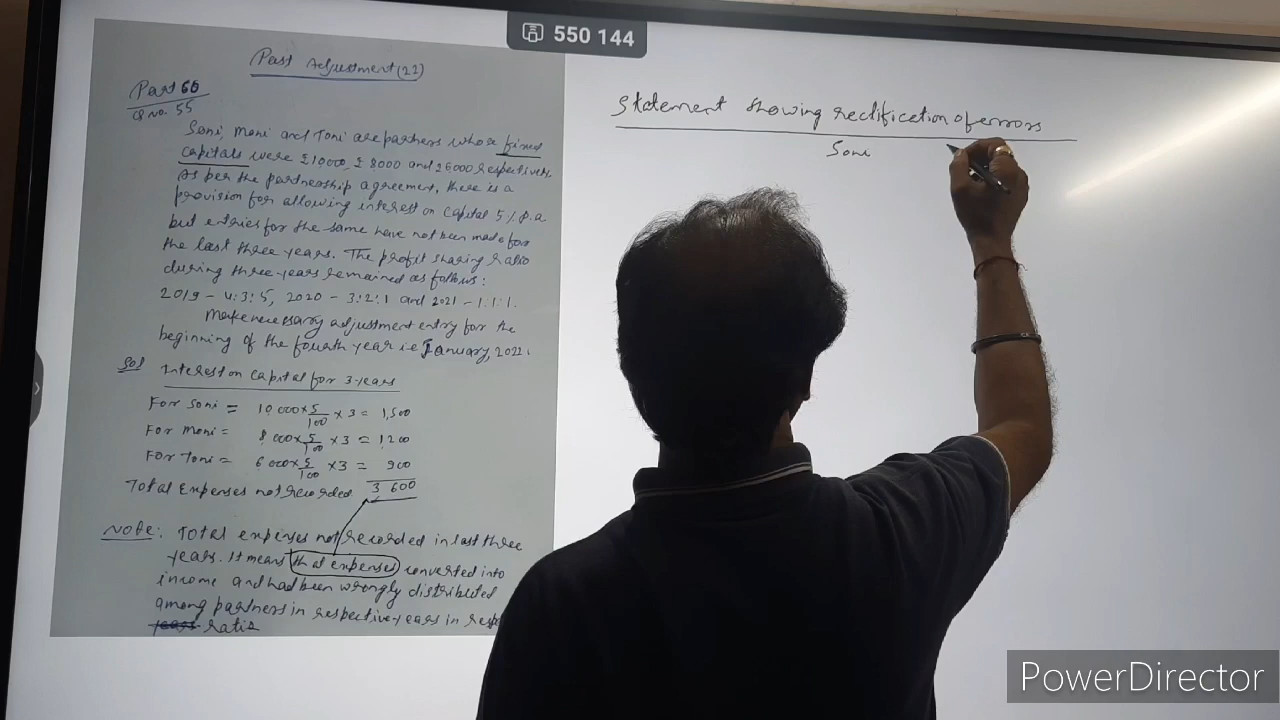 550 144
Past Adjustment (22)
Part 66
Q no. 55
Soni, Moni and Toni are partners whose fixed
capitals were ₹10000, ₹ 8000 and ₹6000 respectively.
As per the partnership agreement, there is a
provision for allowing interest on capital 5% p.a
but entries for the same have not been made for
the last three years. The profit sharing ratio
during three years remained as follows:
2019 - 4:3:5, 2020 - 3:2:1 and 2021 - 1:1:1.
Make necessary adjustment entry for the
beginning of the fourth year i.e January, 2022.
Sol Interest on capital for 3 years
For Soni = 10,000 × 5/100 × 3 = 1,500
For Moni = 8,000 × 5/100 × 3 = 1200
For Toni = 6000 × 5/100 × 3 = 900
Total Expenses not recorded 3 600
Note: Total expenses not recorded in last three
years. It means that expenses converted into
income and had been wrongly distributed
among partners in respective years in
ratio
Statement showing rectification of errors
Soni
PowerDirector